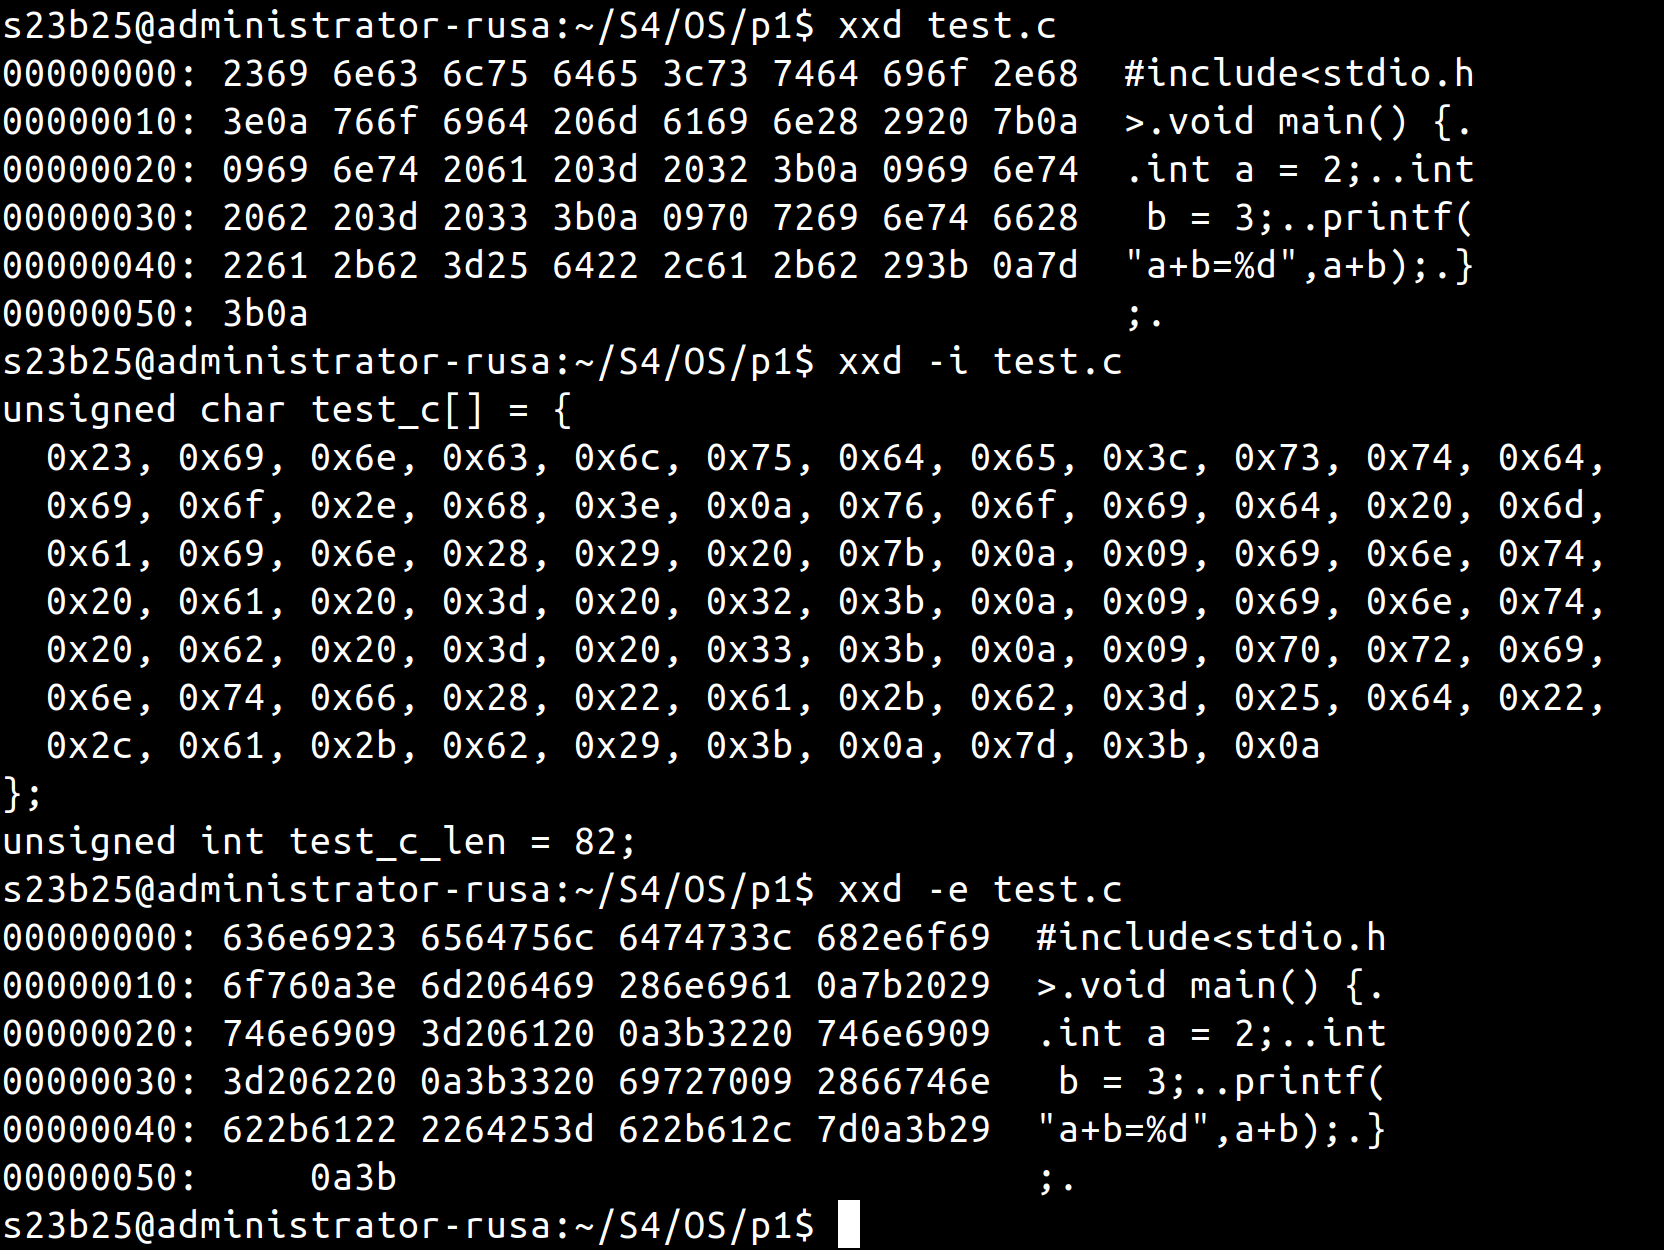 s23b25@administrator-rusa:~/S4/OS/p1$ xxd test.c
00000000: 2369 6e63 6c75 6465 3c73 7464 696f 2e68  #include<stdio.h
00000010: 3e0a 766f 6964 206d 6169 6e28 2920 7b0a  >.void main() {.
00000020: 0969 6e74 2061 203d 2032 3b0a 0969 6e74  .int a = 2;..int
00000030: 2062 203d 2033 3b0a 0970 7269 6e74 6628   b = 3;..printf(
00000040: 2261 2b62 3d25 6422 2c61 2b62 293b 0a7d  "a+b=%d",a+b);.}
00000050: 3b0a                                     ;.
s23b25@administrator-rusa:~/S4/OS/p1$ xxd -i test.c
unsigned char test_c[] = {
  0x23, 0x69, 0x6e, 0x63, 0x6c, 0x75, 0x64, 0x65, 0x3c, 0x73, 0x74, 0x64,
  0x69, 0x6f, 0x2e, 0x68, 0x3e, 0x0a, 0x76, 0x6f, 0x69, 0x64, 0x20, 0x6d,
  0x61, 0x69, 0x6e, 0x28, 0x29, 0x20, 0x7b, 0x0a, 0x09, 0x69, 0x6e, 0x74,
  0x20, 0x61, 0x20, 0x3d, 0x20, 0x32, 0x3b, 0x0a, 0x09, 0x69, 0x6e, 0x74,
  0x20, 0x62, 0x20, 0x3d, 0x20, 0x33, 0x3b, 0x0a, 0x09, 0x70, 0x72, 0x69,
  0x6e, 0x74, 0x66, 0x28, 0x22, 0x61, 0x2b, 0x62, 0x3d, 0x25, 0x64, 0x22,
  0x2c, 0x61, 0x2b, 0x62, 0x29, 0x3b, 0x0a, 0x7d, 0x3b, 0x0a
};
unsigned int test_c_len = 82;
s23b25@administrator-rusa:~/S4/OS/p1$ xxd -e test.c
00000000: 636e6923 6564756c 6474733c 682e6f69  #include<stdio.h
00000010: 6f760a3e 6d206469 286e6961 0a7b2029  >.void main() {.
00000020: 746e6909 3d206120 0a3b3220 746e6909  .int a = 2;..int
00000030: 3d206220 0a3b3320 69727009 2866746e   b = 3;..printf(
00000040: 622b6122 2264253d 622b612c 7d0a3b29  "a+b=%d",a+b);.}
00000050:     0a3b                             ;.
s23b25@administrator-rusa:~/S4/OS/p1$